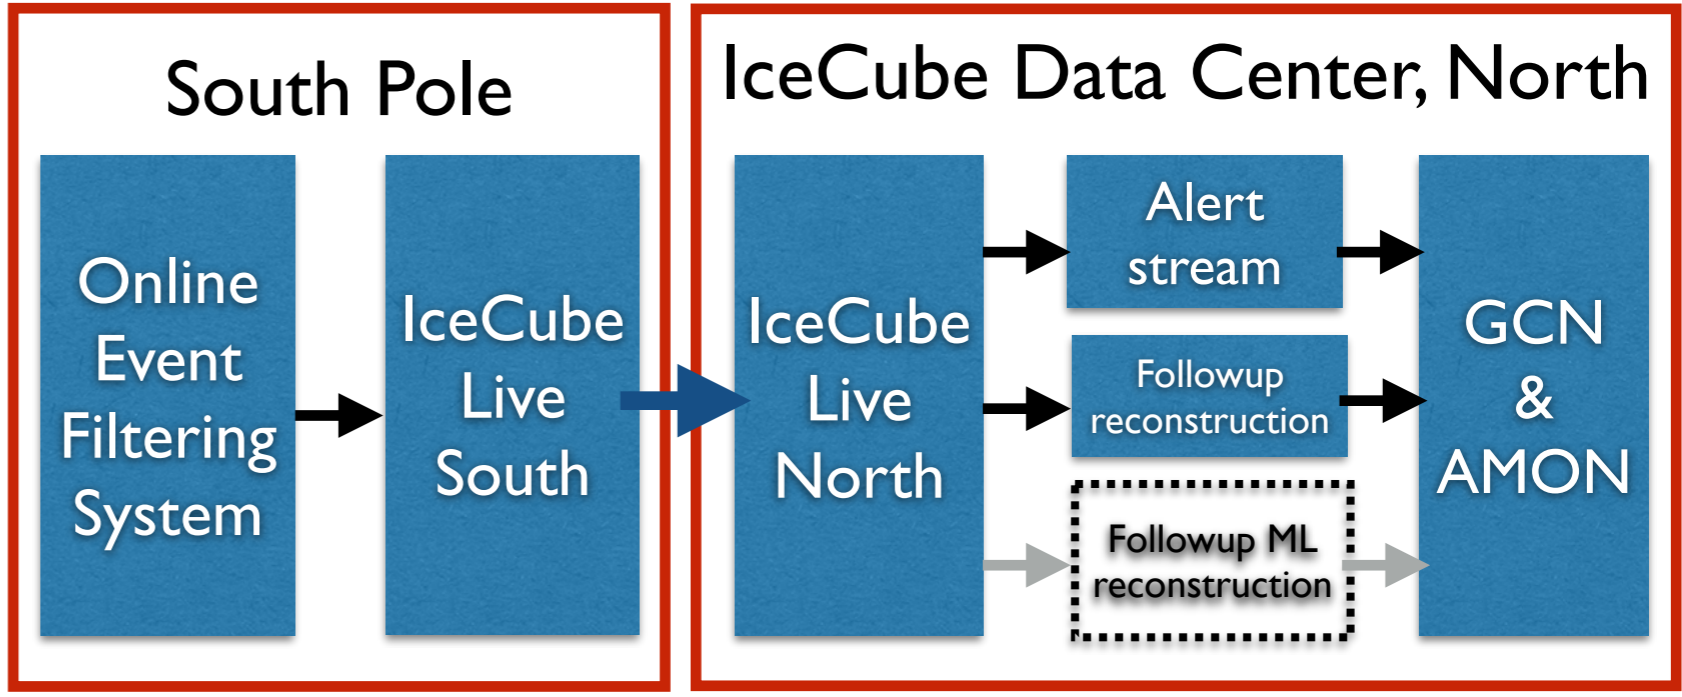 South Pole
Online
Event
Filtering
System
IceCube
Live
South
IceCube Data Center, North
IceCube
Live
North
Alert
stream
Followup
reconstruction
Followup ML
reconstruction
GCN
&
AMON